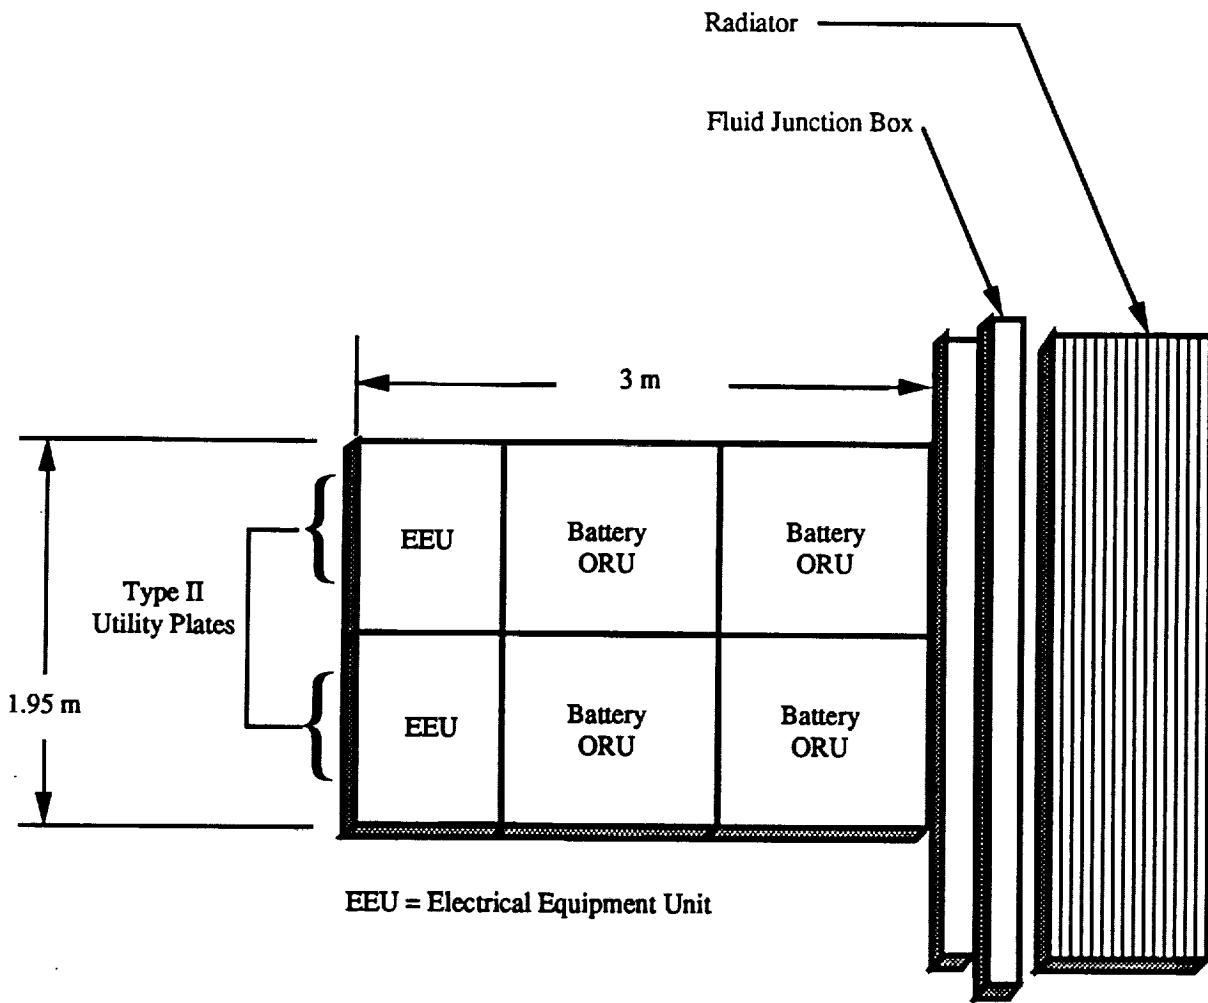 Radiator
Fluid Junction Box
3 m
EEU
Battery
ORU
Battery
ORU
Type II
Utility Plates
1.95 m
EEU
Battery
ORU
Battery
ORU
EEU = Electrical Equipment Unit